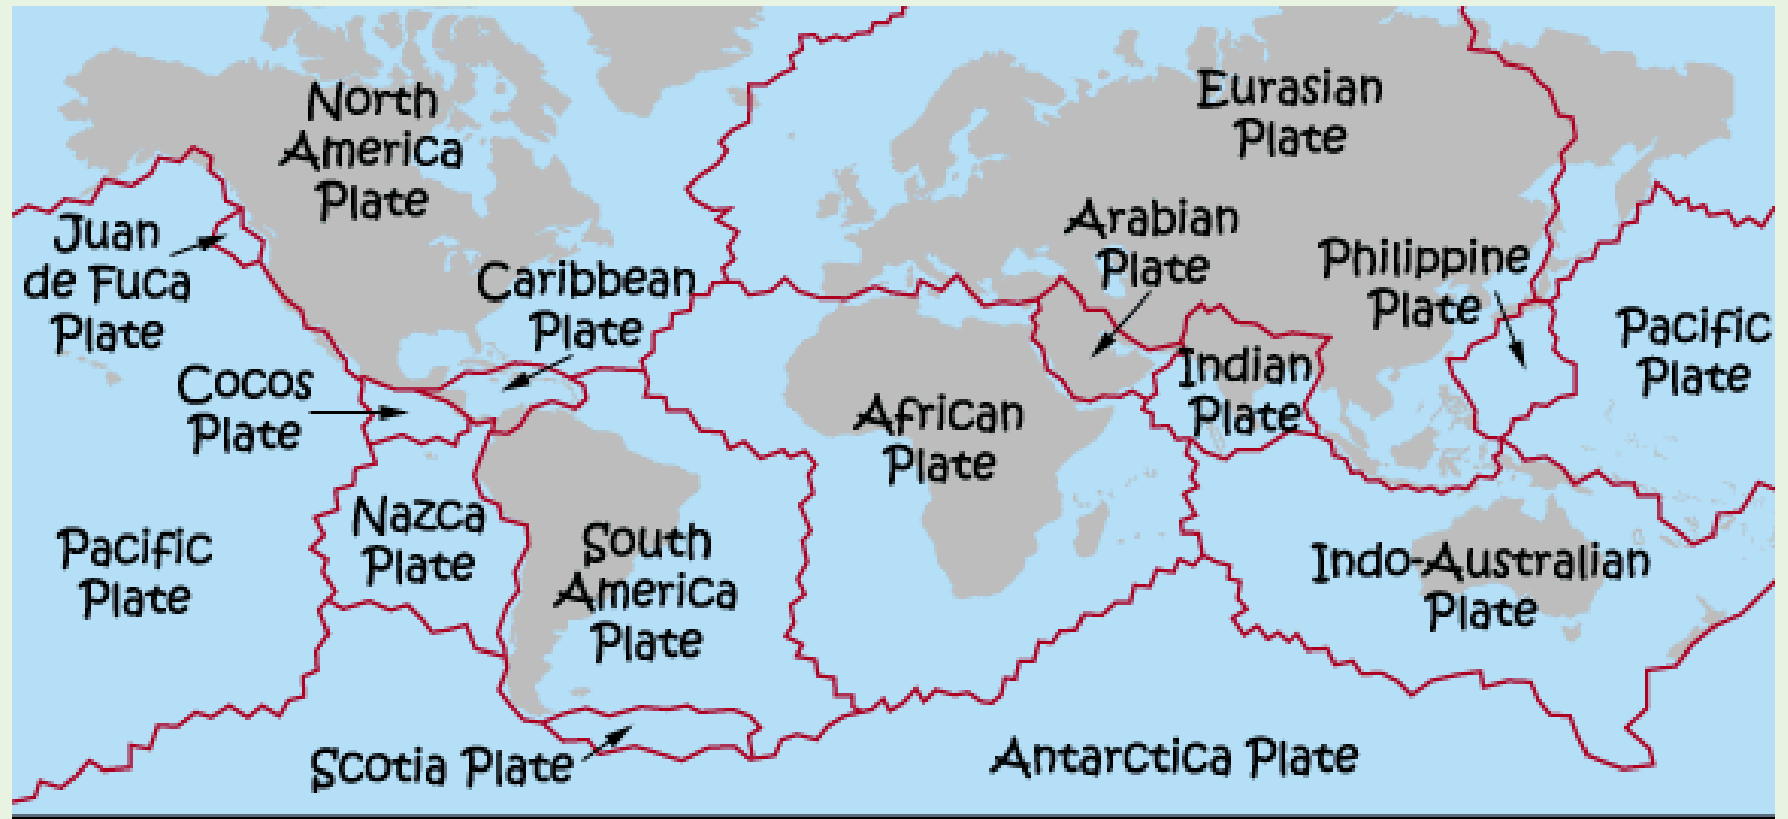 North
America
Plate
Eurasian
Plate
Juan
de Fuca
Plate
Caribbean
Plate
Arabian
Plate
Philippine
Plate
Pacific
Plate
Cocos
Plate
African
Plate
Indian
Plate
Nazca
Plate
Pacific
Plate
South
America
Plate
Indo-Australian
Plate
Scotia Plate
Antarctica Plate